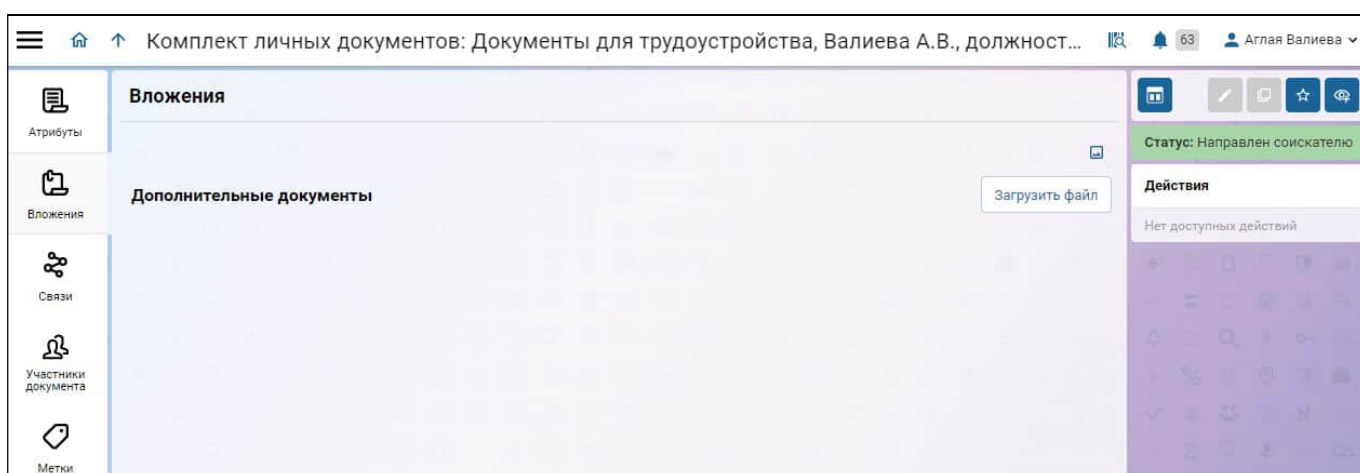 Комплект личных документов: Документы для трудоустройства, Валиева А.В., должност...
63
Аглая Валиева
Атрибуты
Вложения
Связи
Участники
документа
Метки
Вложения
Дополнительные документы
Загрузить файл
Статус: Направлен соискателю
Действия
Нет доступных действий